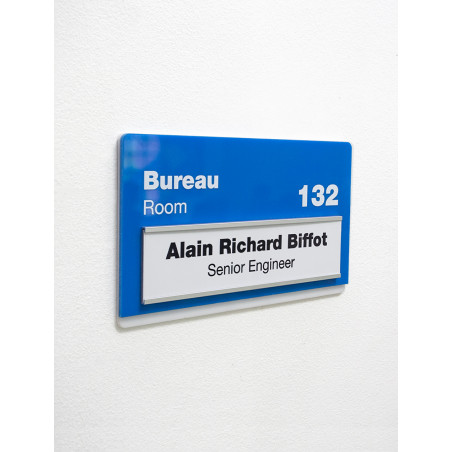 Bureau
Room
132
Alain Richard Biffot
Senior Engineer